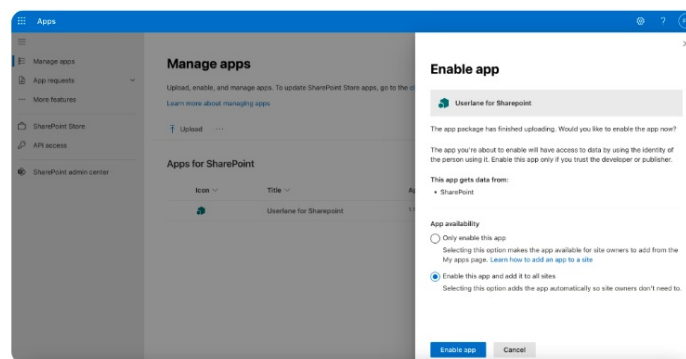 Apps
?
Manage apps
App requests
More features
SharePoint Store
API access
SharePoint admin center
Manage apps
Upload, enable, and manage apps. To update SharePoint Store apps, go to the
Learn more about managing apps
Upload
Apps for SharePoint
Icon
Title
Userlane for Sharepoint
Enable app
Userlane for Sharepoint
The app package has finished uploading. Would you like to enable the app now?
The app you're about to enable will have access to data by using the identity of
the person using it. Enable this app only if you trust the developer or publisher.
This app gets data from:
• SharePoint
App availability
Only enable this app
Selecting this option makes the app available for site owners to add from the
My apps page. Learn how to add an app to a site
Enable this app and add it to all sites
Selecting this option adds the app automatically so site owners don't need to.
Enable app
Cancel